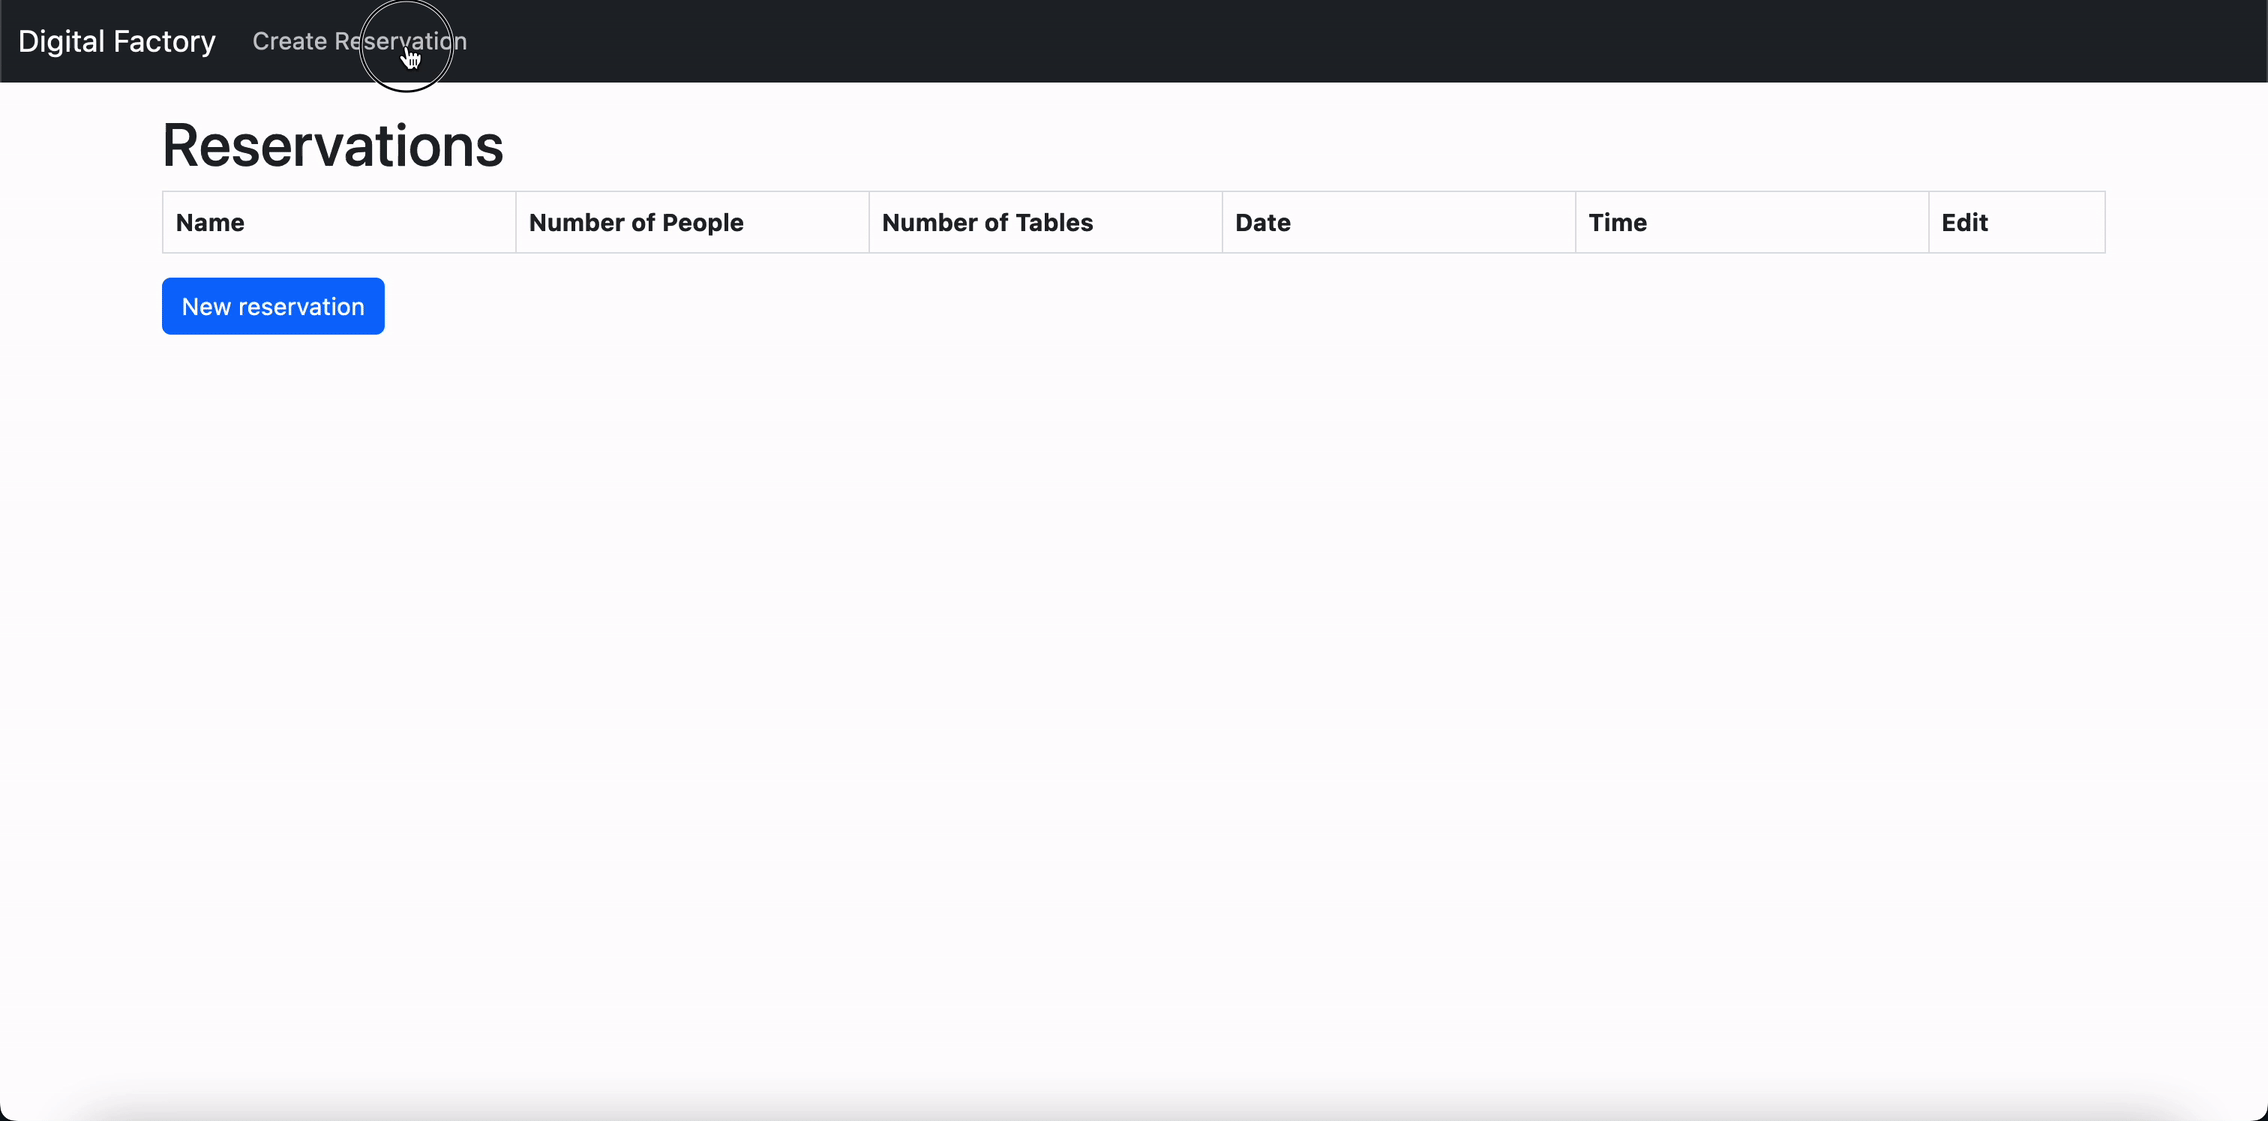 Digital Factory Create Reservation
Reservations
Name Number of People Number of Tables Date Time Edit
New reservation